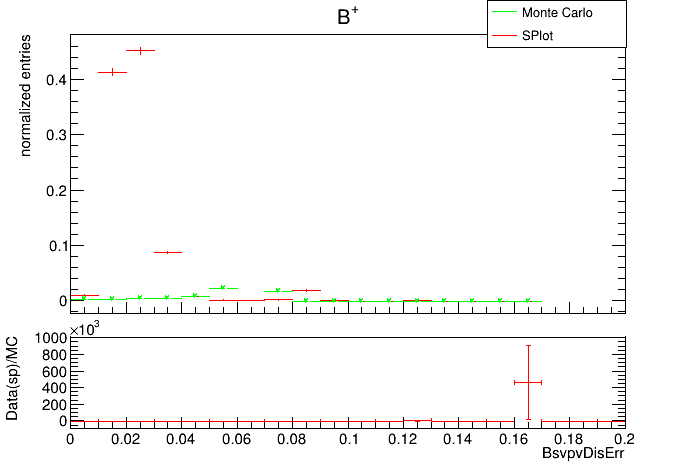 B+
Monte Carlo
SPlot
normalized entries
0.4
0.3
0.2
0.1
0
×10³
Data(sp)/MC
1000
800
600
400
200
0
0 0.02 0.04 0.06 0.08 0.1 0.12 0.14 0.16 0.18 0.2
BsvpvDisErr